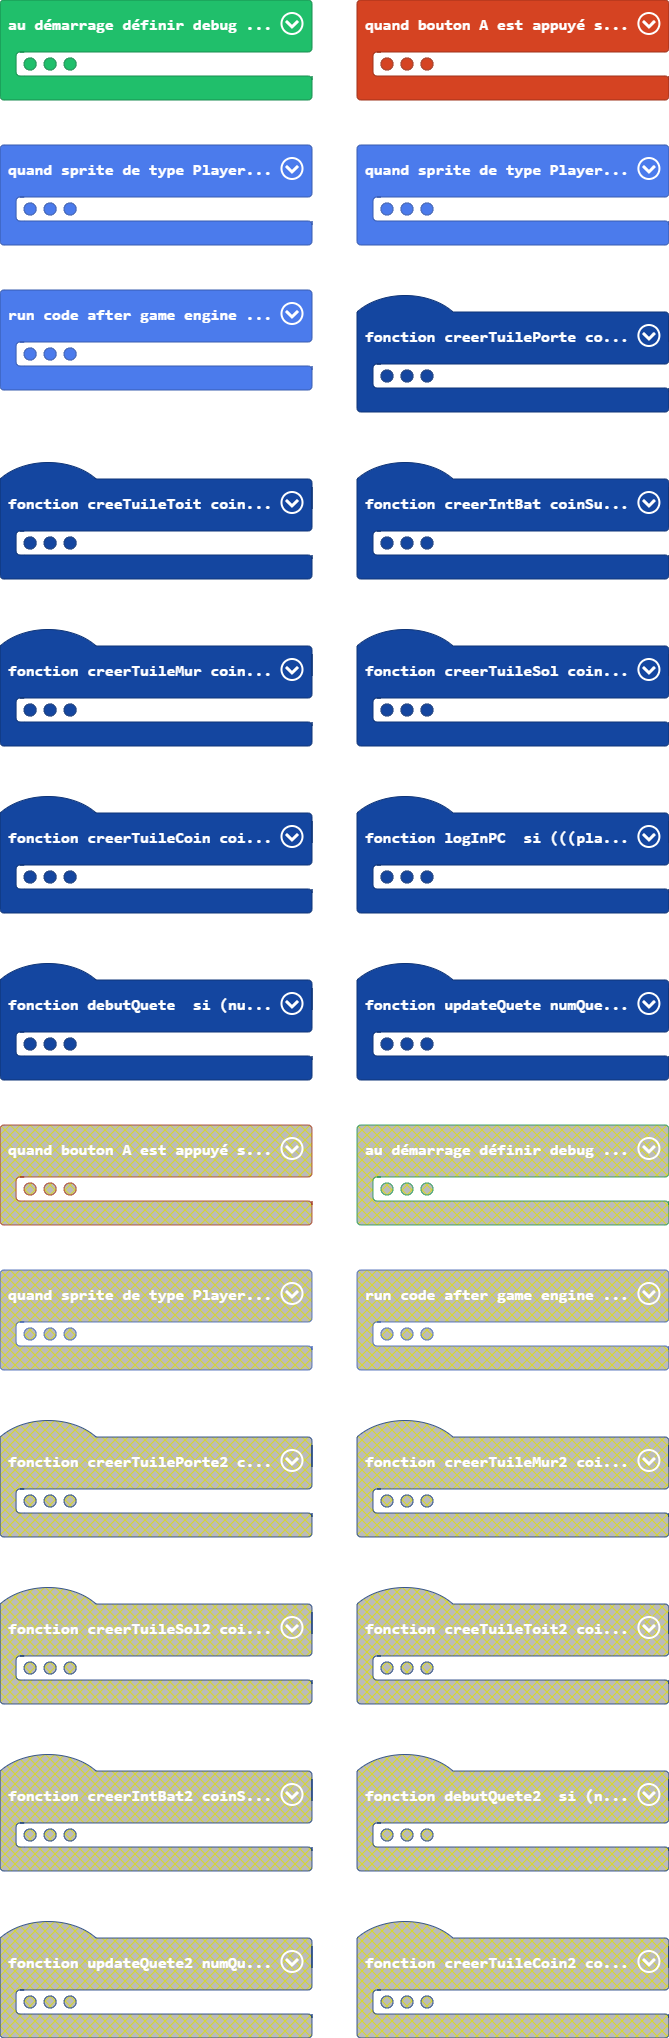 au démarrage définir debug ...
quand bouton A est appuyé s...
quand sprite de type Player...
quand sprite de type Player...
run code after game engine ...
fonction creerTuilePorte co...
fonction creeTuileToit coin...
fonction creerIntBat coinSu...
fonction creerTuileMur coin...
fonction creerTuileSol coin...
fonction creerTuileCoin coi...
fonction logInPC  si (((pla...
fonction debutQuete  si (nu...
fonction updateQuete numQue...
quand bouton A est appuyé s...
au démarrage définir debug ...
quand sprite de type Player...
run code after game engine ...
fonction creerTuilePorte2 c...
fonction creerTuileMur2 coi...
fonction creerTuileSol2 coi...
fonction creeTuileToit2 coi...
fonction creerIntBat2 coinS...
fonction debutQuete2  si (n...
fonction updateQuete2 numQu...
fonction creerTuileCoin2 co...